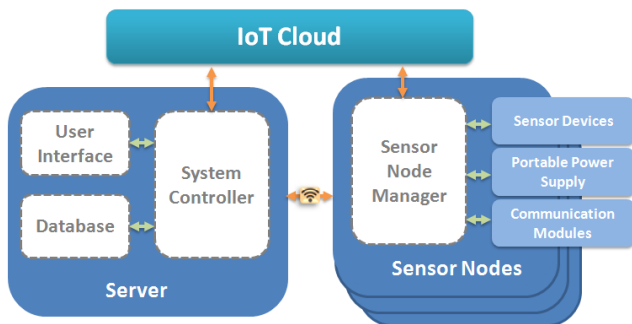 IoT Cloud
User
Interface
System
Controller
Database
Server
Sensor
Node
Manager
Sensor Nodes
Sensor Devices
Portable Power
Supply
Communication
Modules